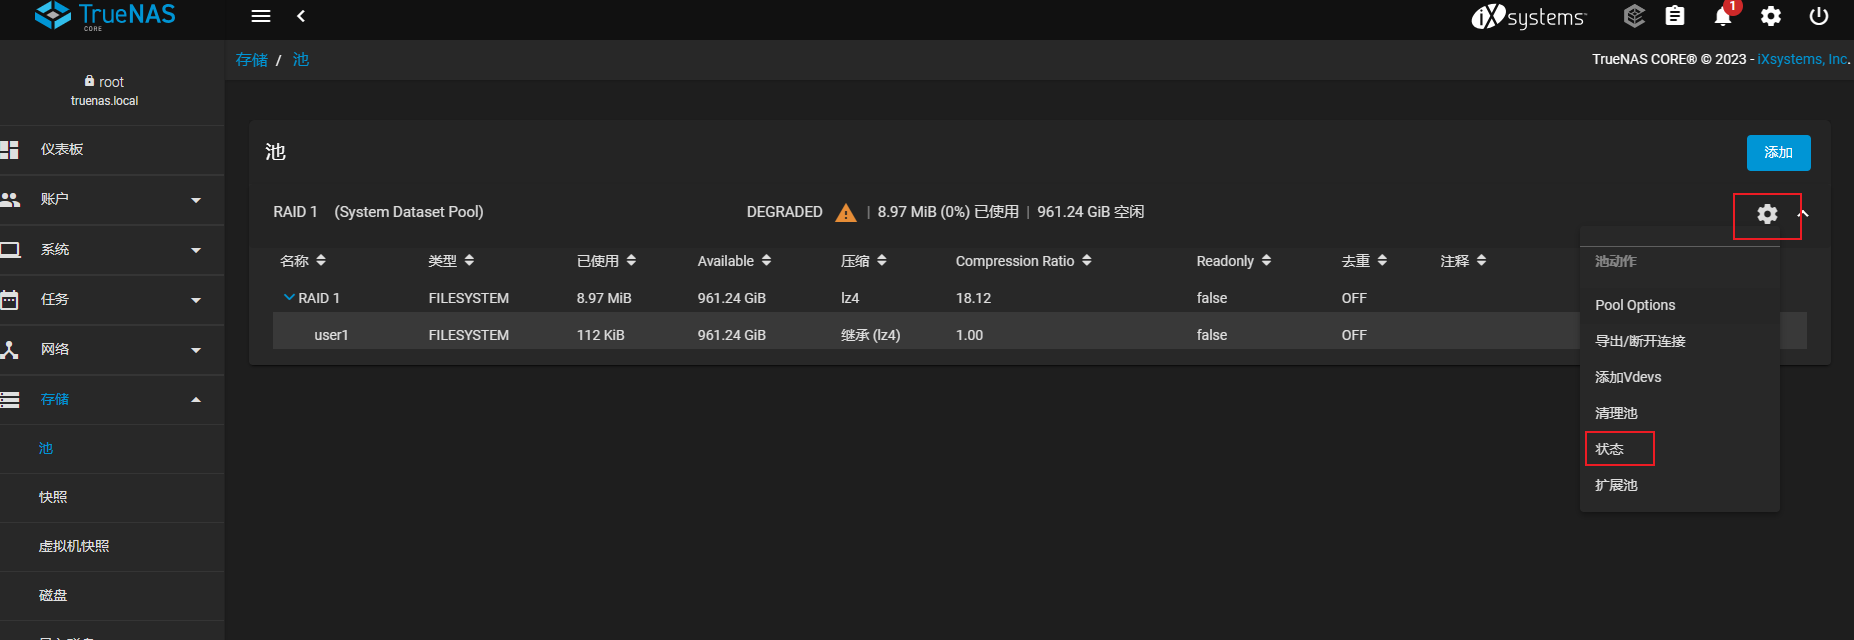 TrueNAS
CORE
iXsystems
1
存储 / 池
TrueNAS CORE® © 2023 - iXsystems, Inc.
root
truenas.local
仪表板
账户
系统
任务
网络
存储
池
快照
虚拟机快照
磁盘
池
添加
RAID 1 (System Dataset Pool) DEGRADED | 8.97 MiB (0%) 已使用 | 961.24 GiB 空闲
名称 类型 已使用 Available 压缩 Compression Ratio Readonly 去重 注释
RAID 1 FILESYSTEM 8.97 MiB 961.24 GiB lz4 18.12 false OFF
user1 FILESYSTEM 112 KiB 961.24 GiB 继承 (lz4) 1.00 false OFF
池动作
Pool Options
导出/断开连接
添加Vdevs
清理池
状态
扩展池